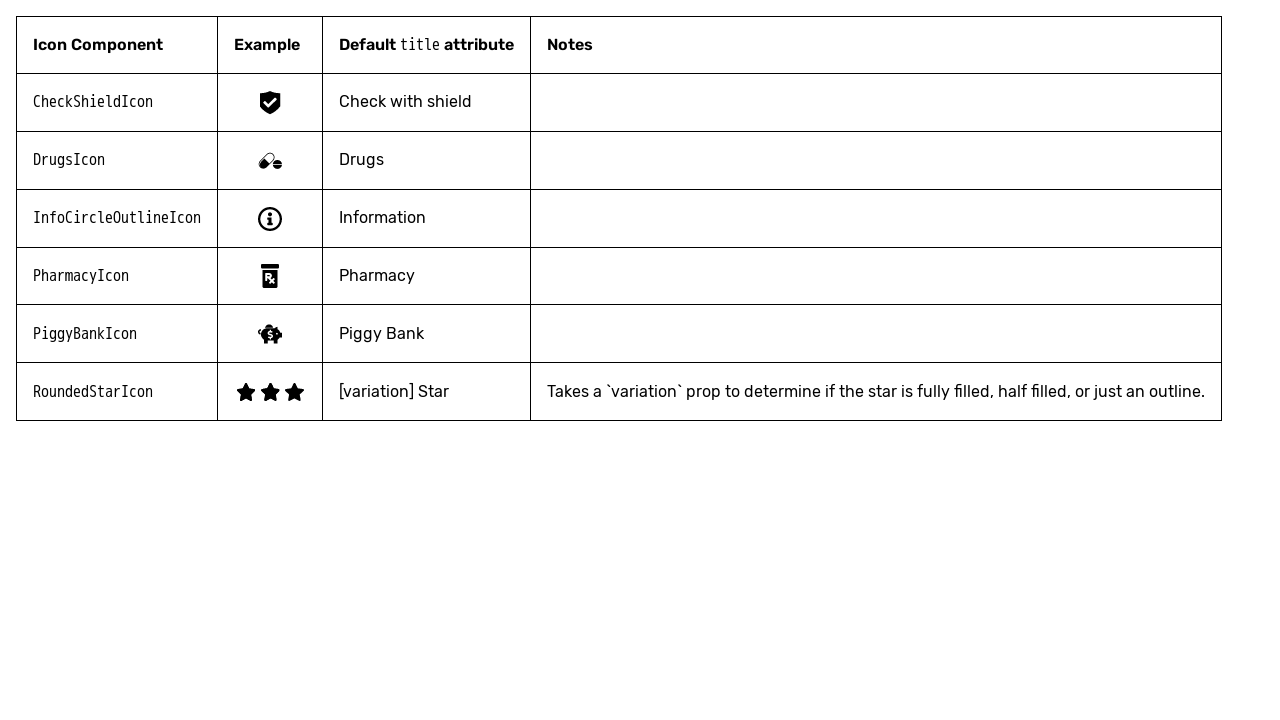 Icon Component Example Default title attribute Notes
CheckShieldIcon Check with shield
DrugsIcon Drugs
InfoCircleOutlineIcon Information
PharmacyIcon Pharmacy
PiggyBankIcon Piggy Bank
RoundedStarIcon [variation] Star Takes a `variation` prop to determine if the star is fully filled, half filled, or just an outline.